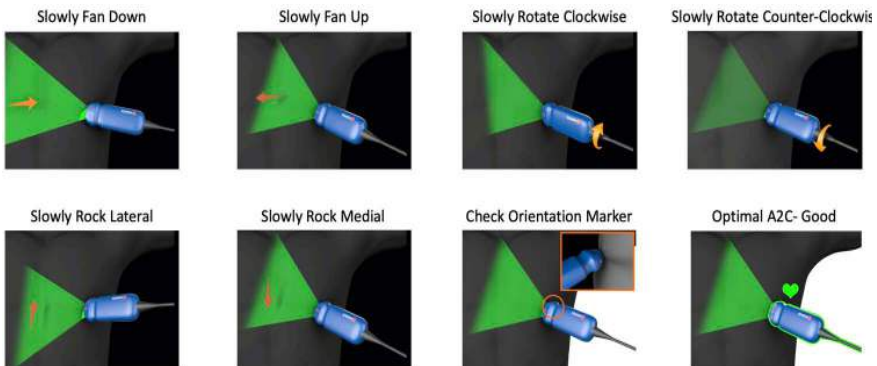 Slowly Fan Down
Slowly Fan Up
Slowly Rotate Clockwise
Slowly Rotate Counter-Clockwis
Slowly Rock Lateral
Slowly Rock Medial
Check Orientation Marker
Optimal A2C- Good